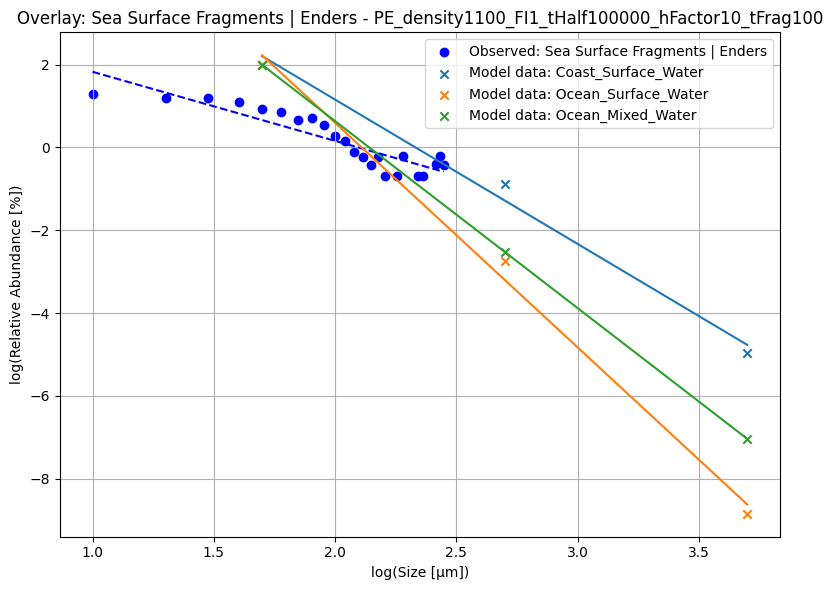 Overlay: Sea Surface Fragments | Enders - PE_density1100_FI1_tHalf100000_hFactor10_tFrag100
Observed: Sea Surface Fragments | Enders
Model data: Coast_Surface_Water
Model data: Ocean_Surface_Water
Model data: Ocean_Mixed_Water
log(Relative Abundance [%])
2
0
−2
−4
−6
−8
1.0 1.5 2.0 2.5 3.0 3.5
log(Size [µm])